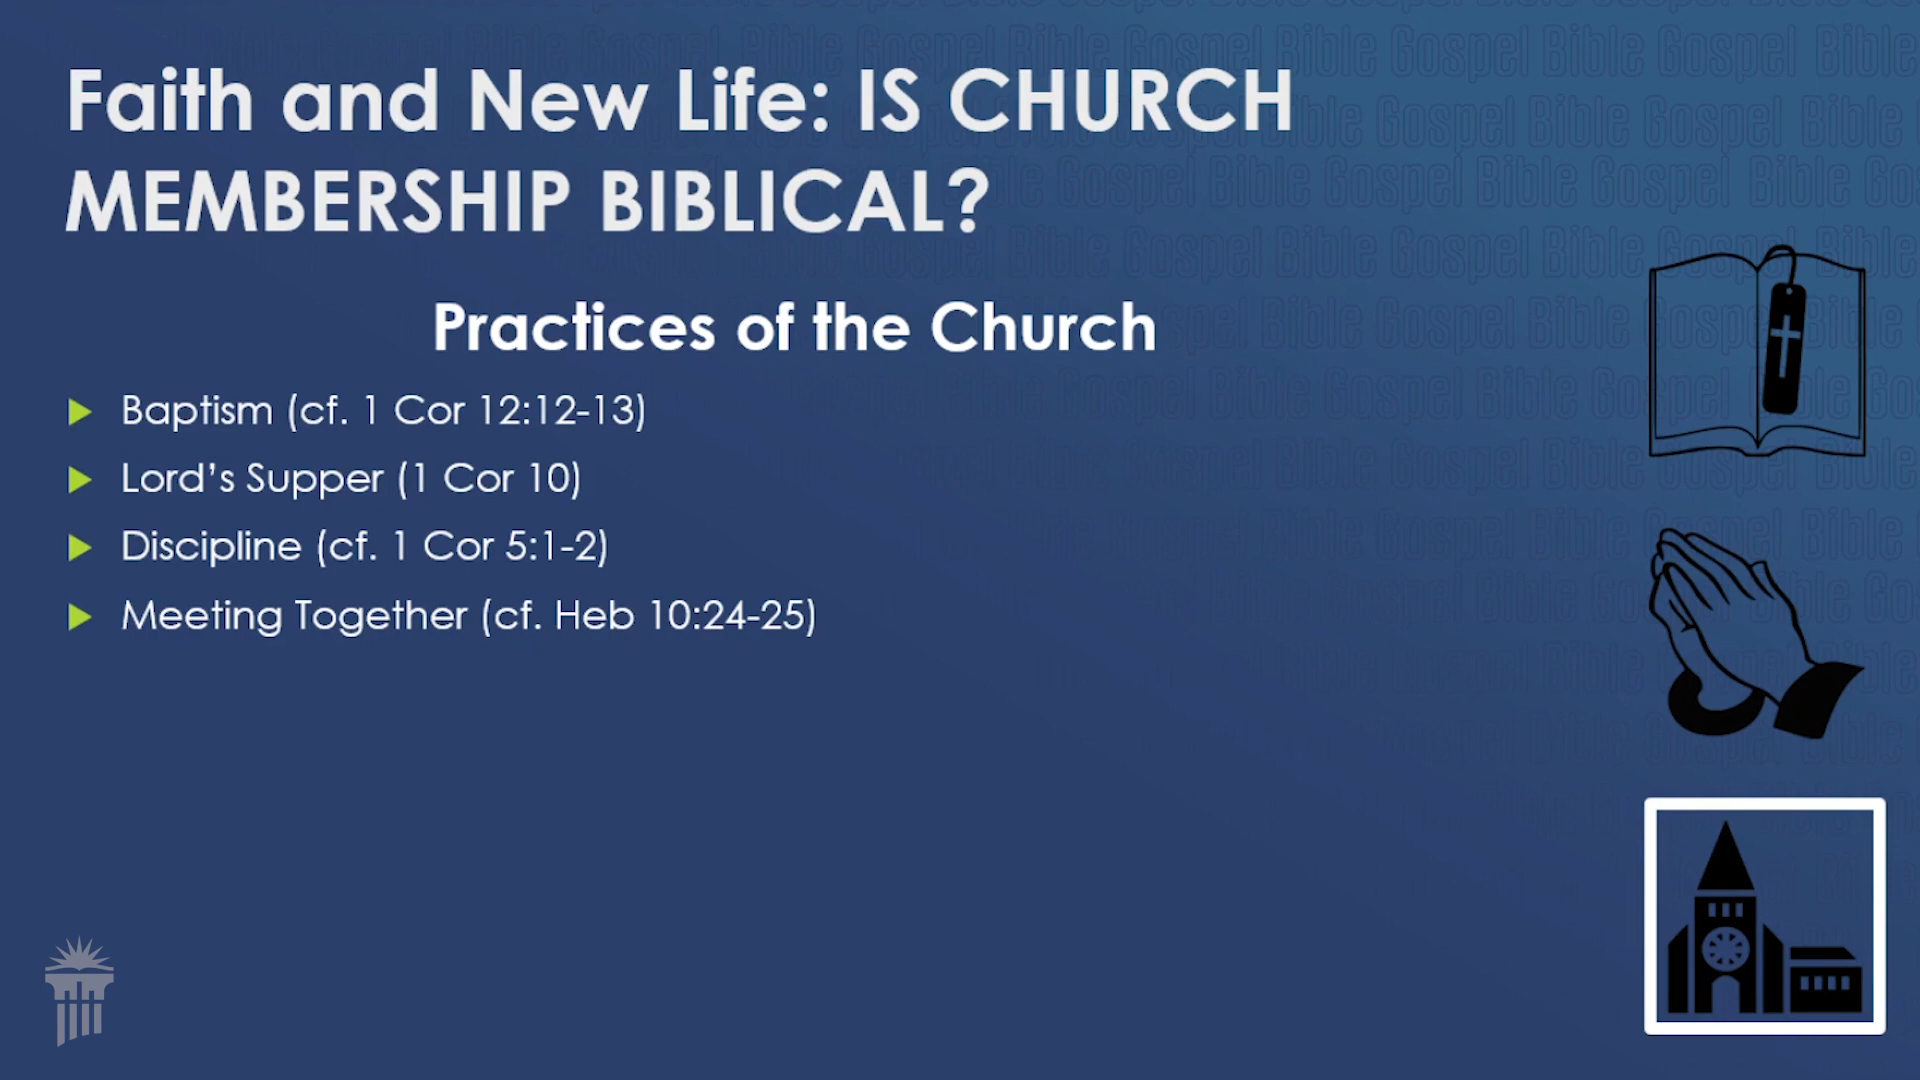 Faith and New Life: IS CHURCH
MEMBERSHIP BIBLICAL?
Practices of the Church
Baptism (cf. 1 Cor 12:12-13)
Lord’s Supper (1 Cor 10)
Discipline (cf. 1 Cor 5:1-2)
Meeting Together (cf. Heb 10:24-25)